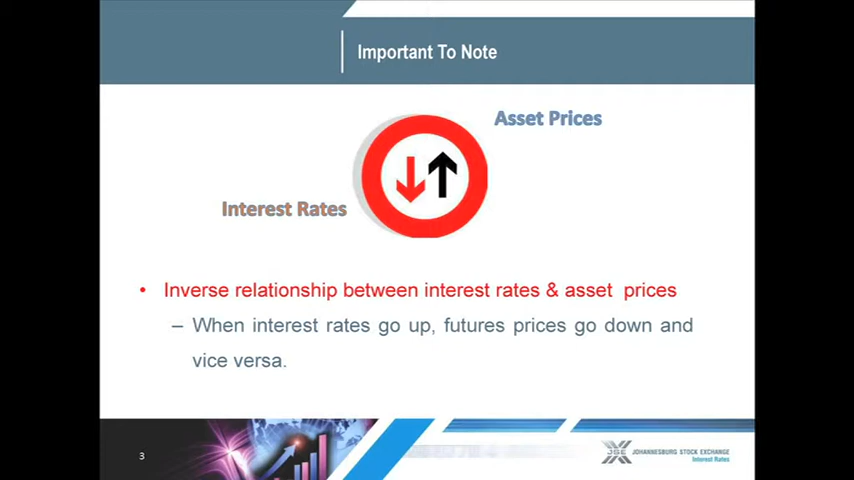 Important To Note
Asset Prices
Interest Rates
• Inverse relationship between interest rates & asset prices
– When interest rates go up, futures prices go down and
vice versa.
3
JSE
JOHANNESBURG STOCK EXCHANGE
Interest Rates